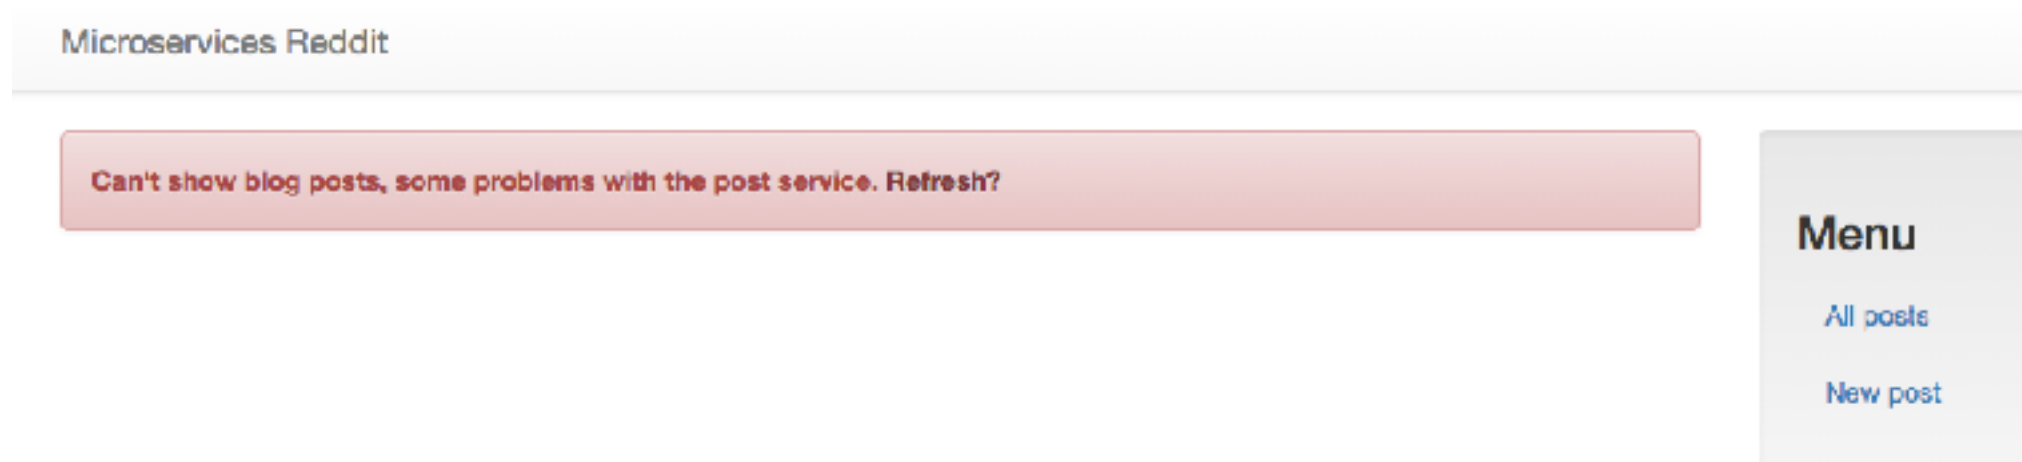 Microservices Reddit
Can't show blog posts, some problems with the post service. Refresh?
Menu
All posts
New post